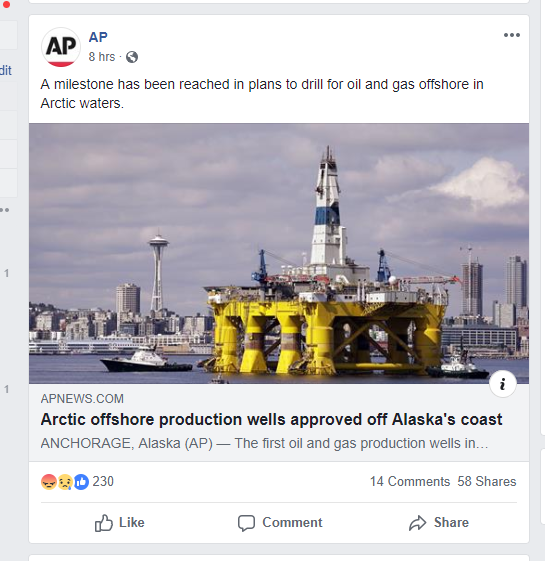 AP
AP
8 hrs ·
dit
A milestone has been reached in plans to drill for oil and gas offshore in
Arctic waters.
1
1
i
APNEWS.COM
Arctic offshore production wells approved off Alaska's coast
ANCHORAGE, Alaska (AP) — The first oil and gas production wells in…
230
14 Comments 58 Shares
Like
Comment
Share